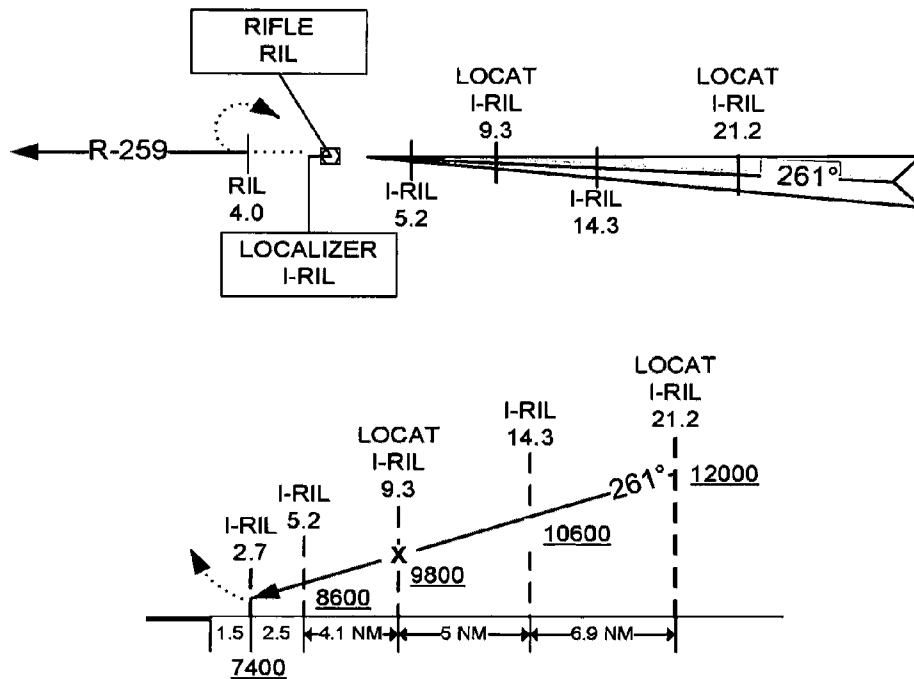 RIFLE
RIL
LOCAT
I-RIL
9.3
LOCAT
I-RIL
21.2
R-259
RIL
4.0
I-RIL
5.2
I-RIL
14.3
261°
LOCALIZER
I-RIL
LOCAT
I-RIL
21.2
I-RIL
14.3
LOCAT
I-RIL
9.3
I-RIL
5.2
I-RIL
2.7
261°
12000
10600
X
9800
8600
1.5 2.5 4.1 NM 5 NM 6.9 NM
7400